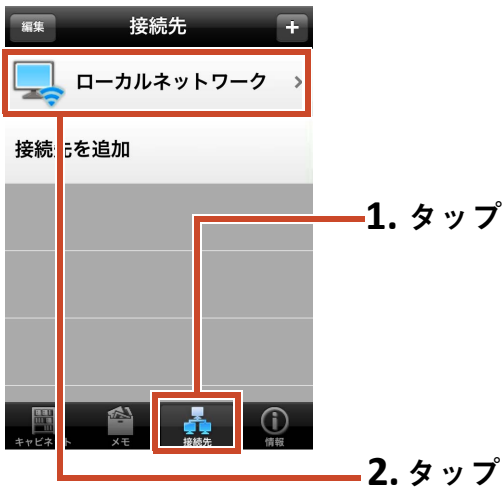 編集
接続先
+
ローカルネットワーク
接続先を追加
1. タップ
キャビネット
メモ
接続先
情報
2. タップ